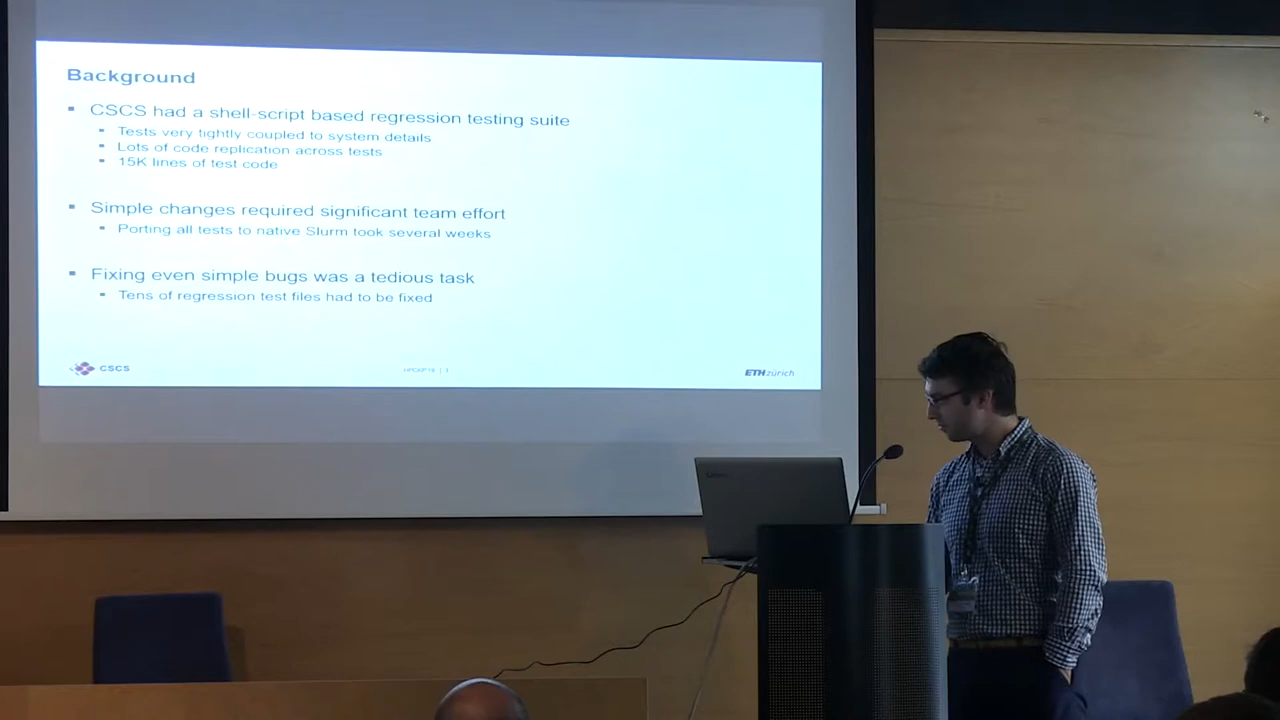 Background
CSCS had a shell-script based regression testing suite
Tests very tightly coupled to system details
Lots of code replication across tests
15K lines of test code
Simple changes required significant team effort
Porting all tests to native Slurm took several weeks
Fixing even simple bugs was a tedious task
Tens of regression test files had to be fixed
CSCS
ETH zürich